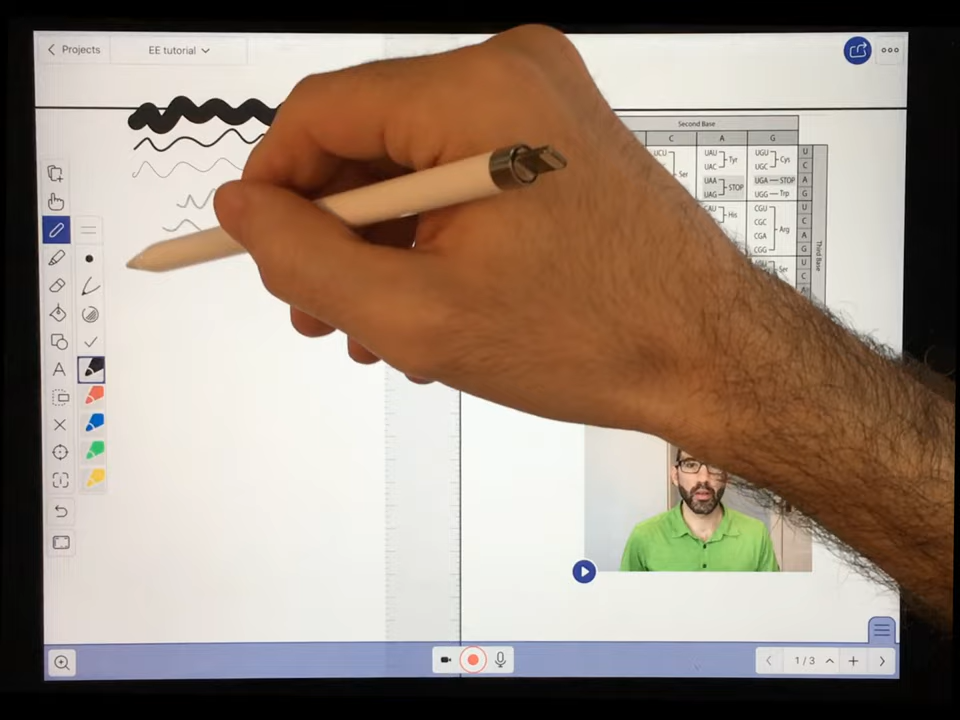 Projects
EE tutorial
Second Base
C A G
UCU UAU Tyr UGU Cys U
Ser UAC UGC C
UAA STOP UGA STOP A
UAG UGG Trp G
CAU His CGU U
CGC Arg C
CGA A
CGG G
Third Base
Ser U
C
A
1/3